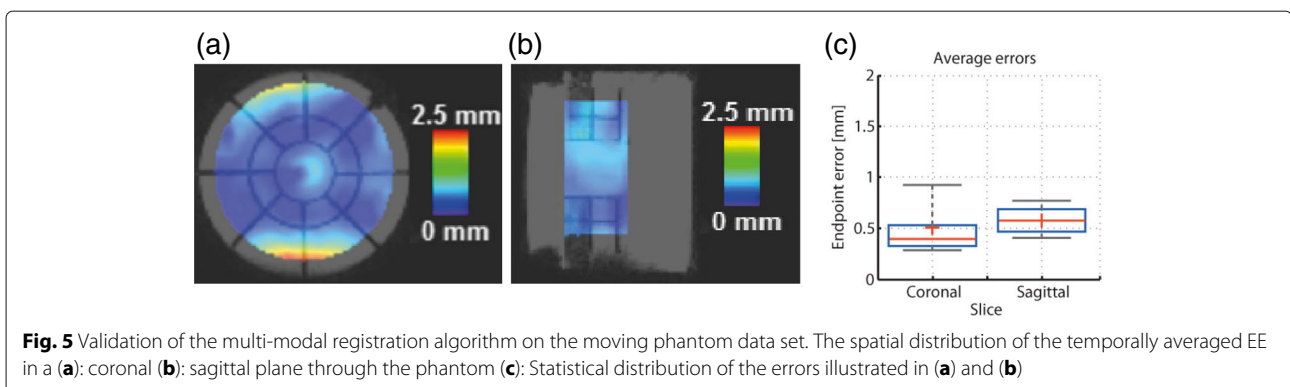 (a)
(b)
(c)
2.5 mm
0 mm
2.5 mm
0 mm
Average errors
Endpoint error [mm]
2
1.5
1
0.5
0
Coronal
Sagittal
Slice
Fig. 5 Validation of the multi-modal registration algorithm on the moving phantom data set. The spatial distribution of the temporally averaged EE
in a (a): coronal (b): sagittal plane through the phantom (c): Statistical distribution of the errors illustrated in (a) and (b)